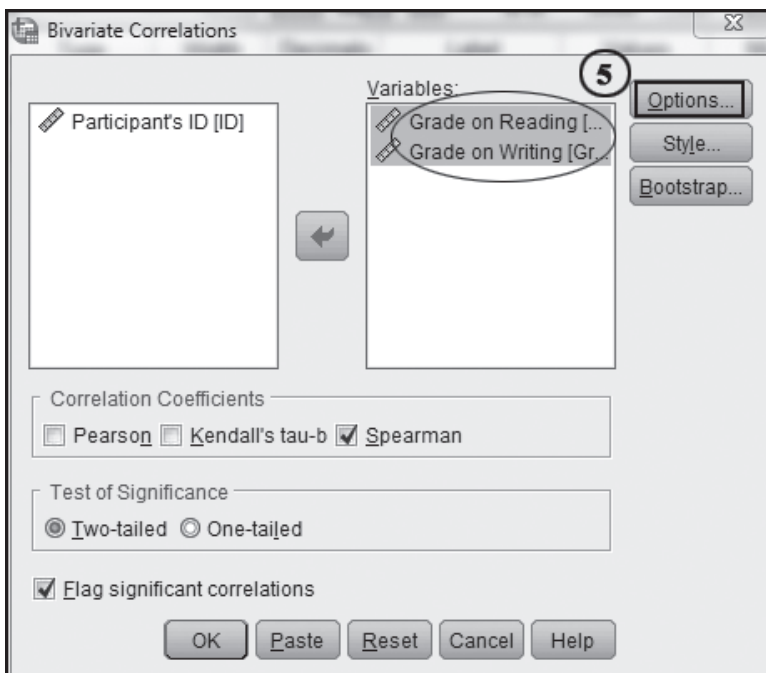 Bivariate Correlations
Variables:
5
Participant's ID [ID]
Grade on Reading [...
Grade on Writing [Gr...
Options...
Style...
Bootstrap...
Correlation Coefficients
Pearson Kendall's tau-b Spearman
Test of Significance
Two-tailed One-tailed
Flag significant correlations
OK Paste Reset Cancel Help